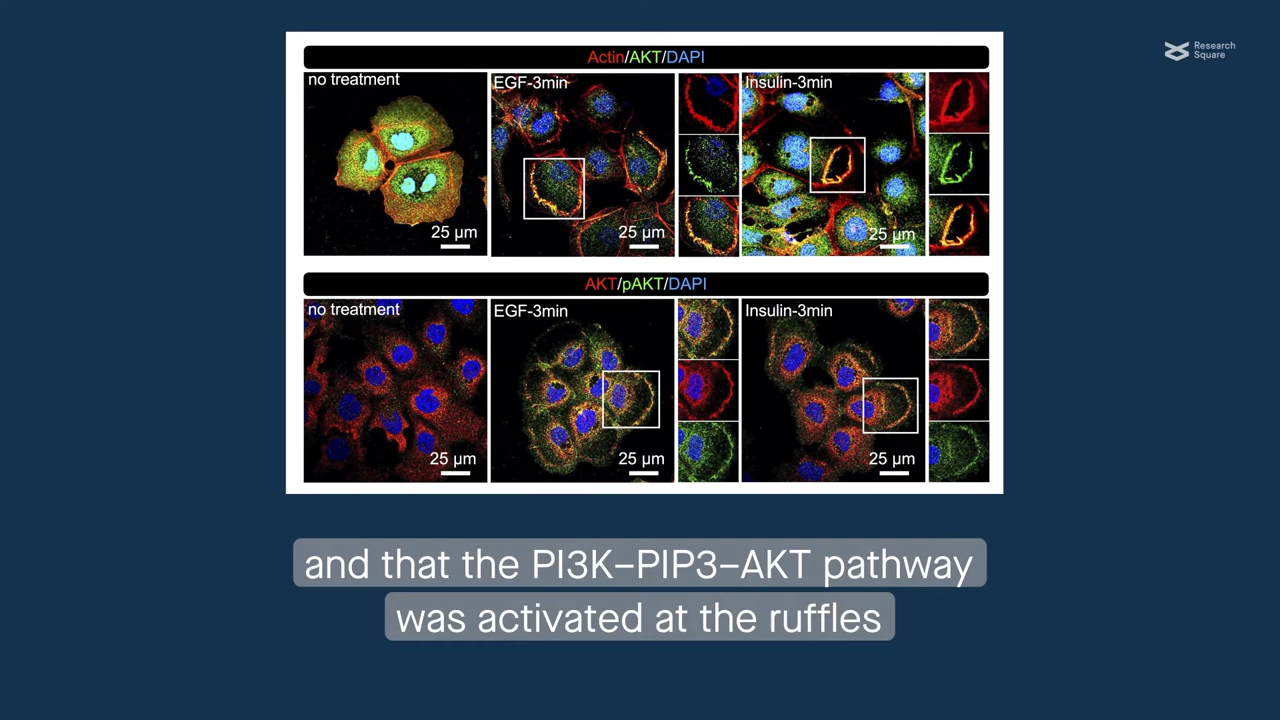 Research
Square
Actin/AKT/DAPI
no treatment
EGF-3min
Insulin-3min
25 µm
25 µm
25 µm
AKT/pAKT/DAPI
no treatment
EGF-3min
Insulin-3min
25 µm
25 µm
25 µm
and that the PI3K–PIP3–AKT pathway
was activated at the ruffles